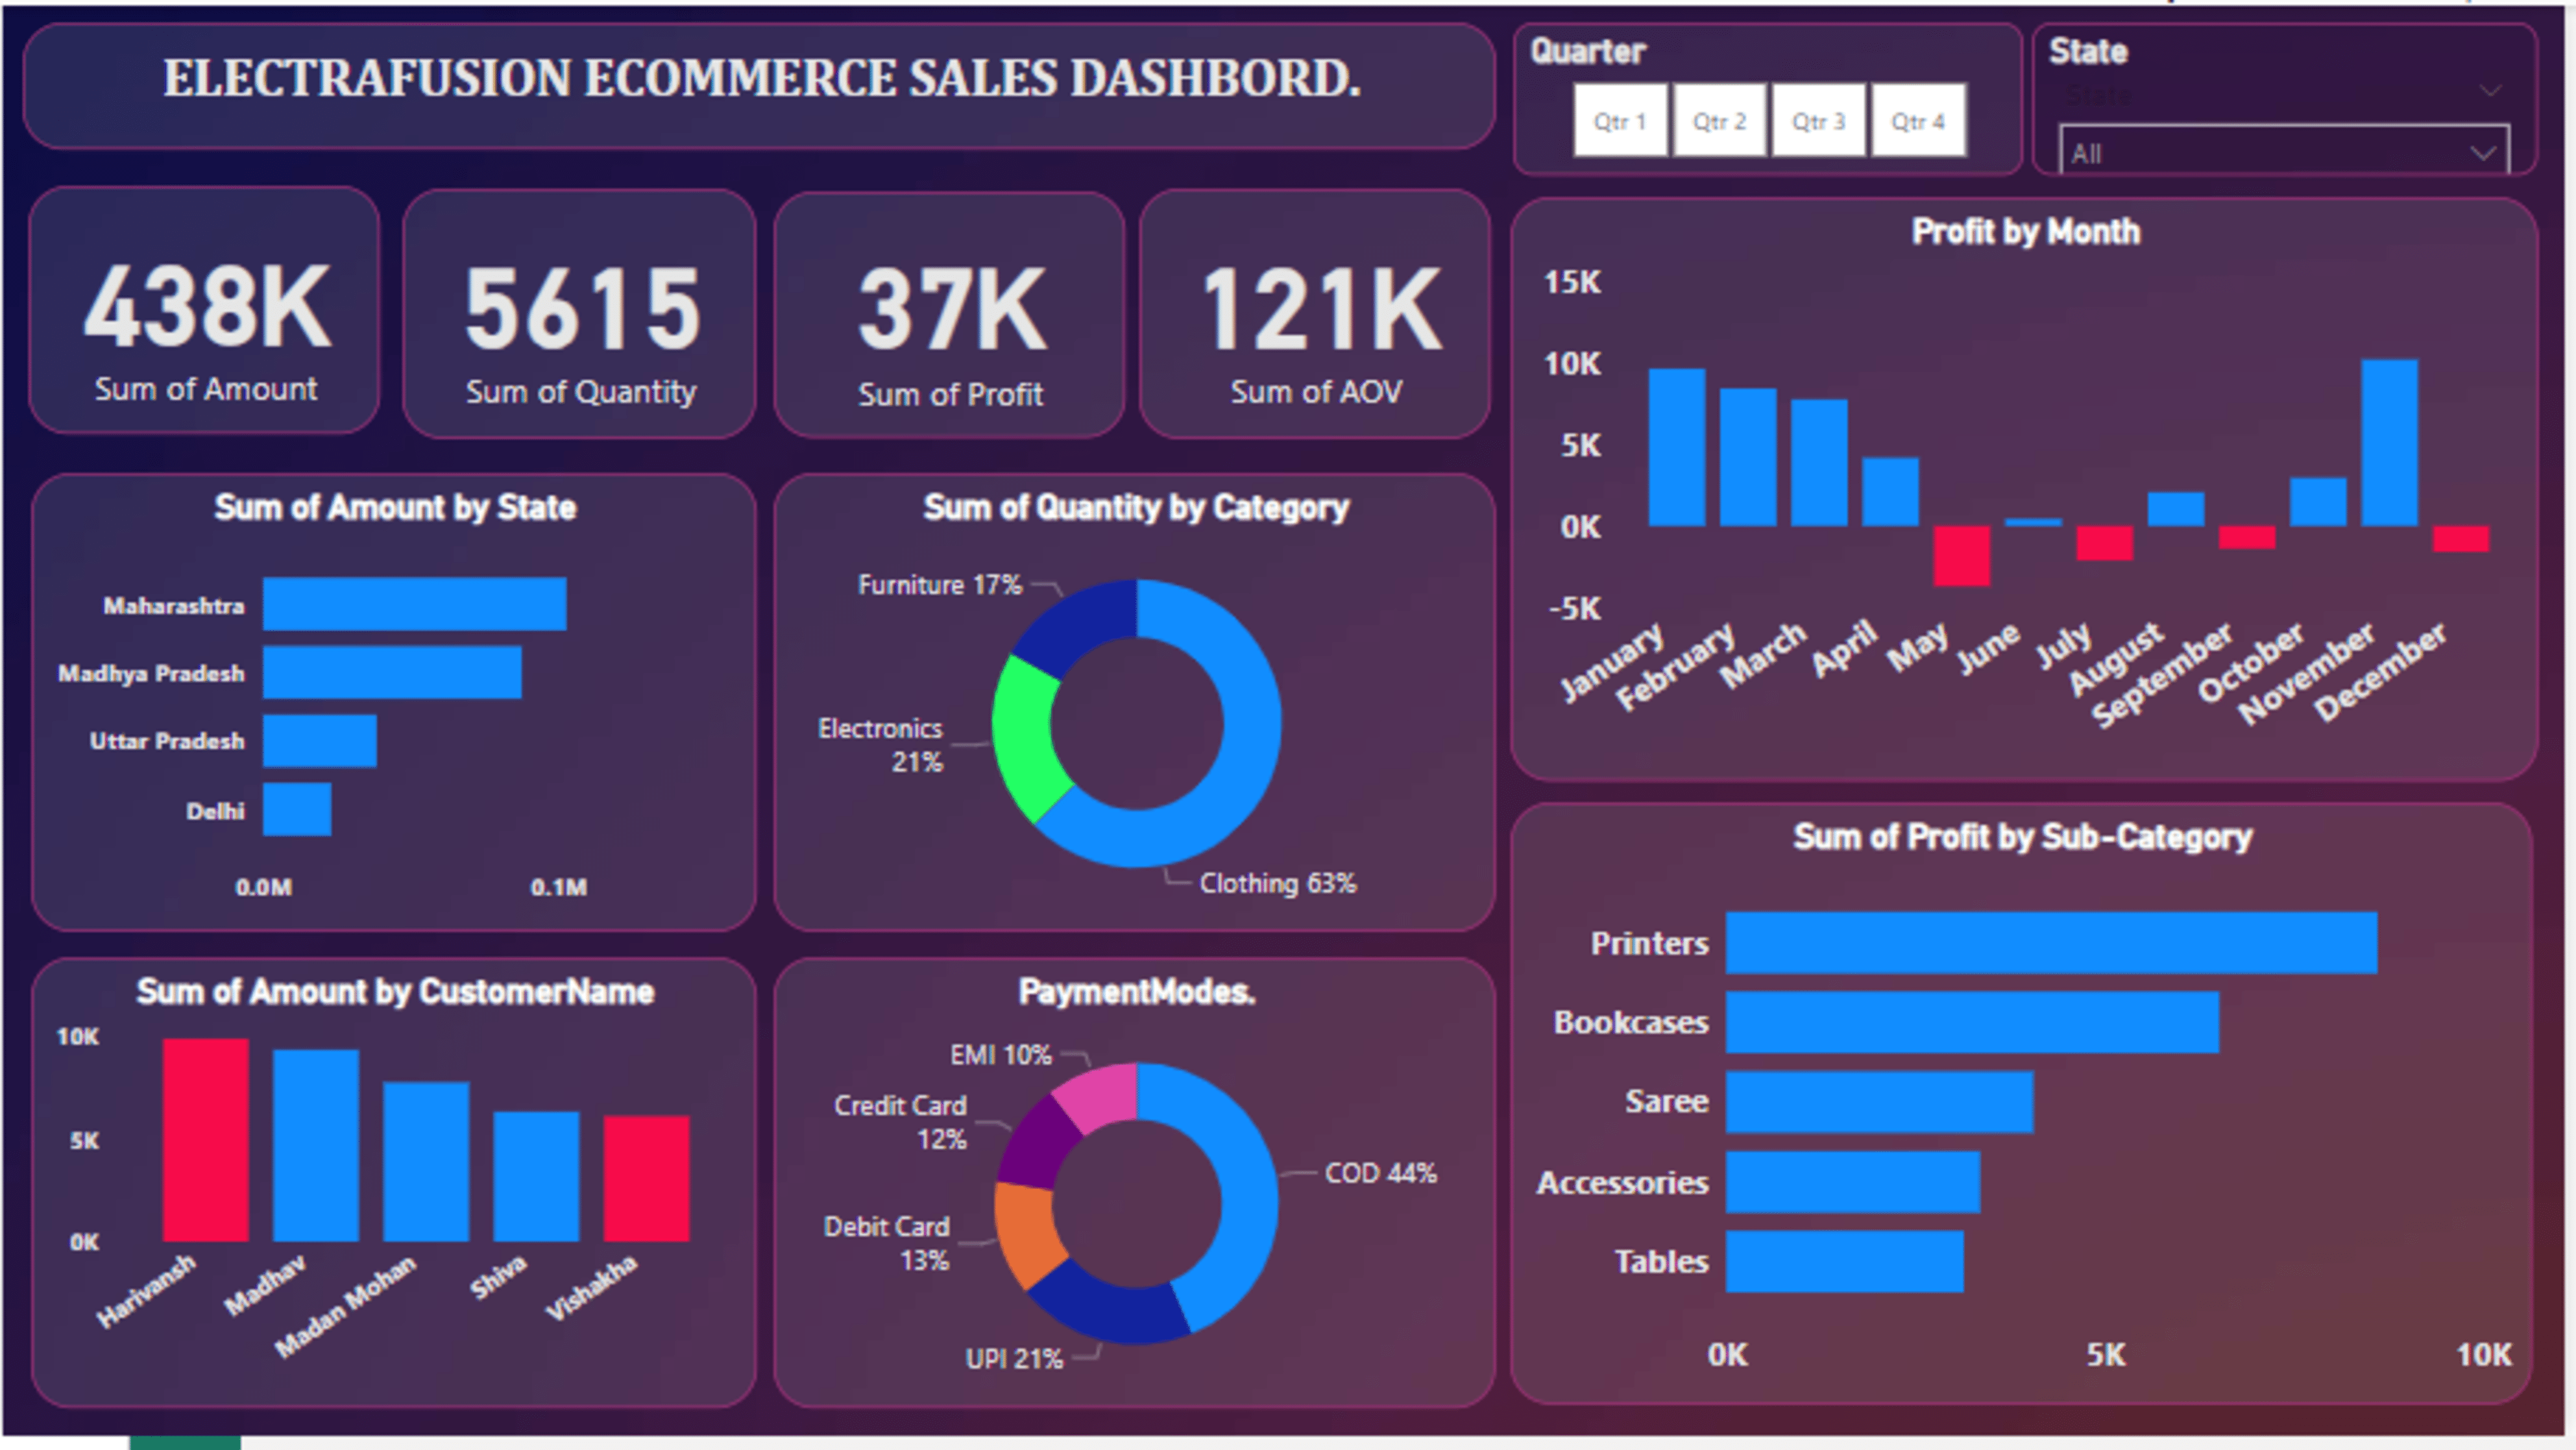 ELECTRAFUSION ECOMMERCE SALES DASHBORD.
Quarter
Qtr 1 Qtr 2 Qtr 3 Qtr 4
State
State
All
438K
Sum of Amount
5615
Sum of Quantity
37K
Sum of Profit
121K
Sum of AOV
Profit by Month
15K
10K
5K
0K
-5K
January February March April May June July August September October November December
Sum of Amount by State
Maharashtra
Madhya Pradesh
Uttar Pradesh
Delhi
0.0M 0.1M
Sum of Quantity by Category
Furniture 17%
Electronics
21%
Clothing 63%
Sum of Profit by Sub-Category
Printers
Bookcases
Saree
Accessories
Tables
0K 5K 10K
Sum of Amount by CustomerName
10K
5K
0K
Harivansh Madhav Madan Mohan Shiva Vishakha
PaymentModes.
EMI 10%
Credit Card
12%
COD 44%
Debit Card
13%
UPI 21%